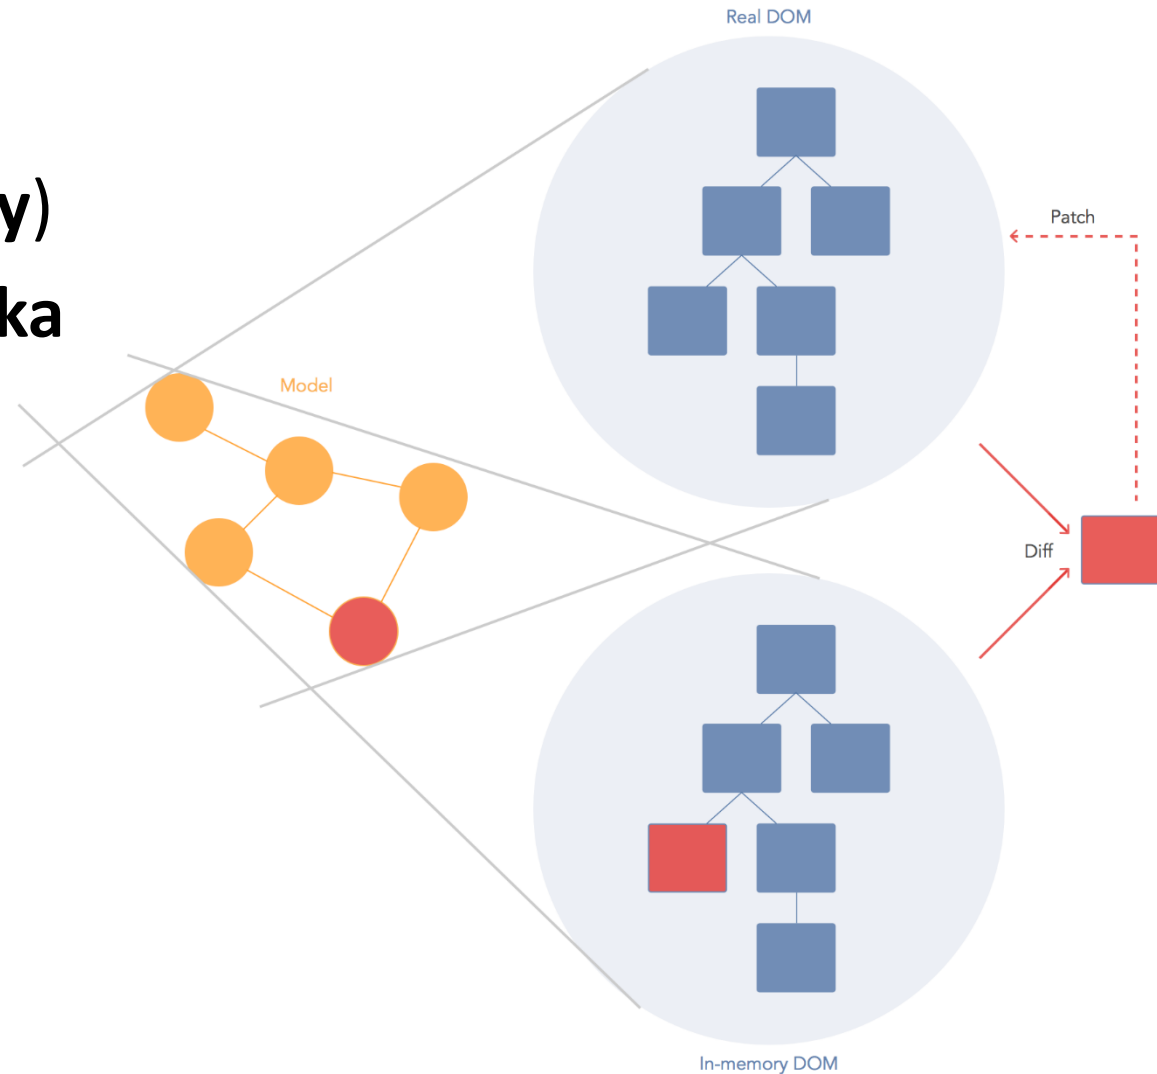 Real DOM
y)
Patch
ka
Model
Diff
In-memory DOM